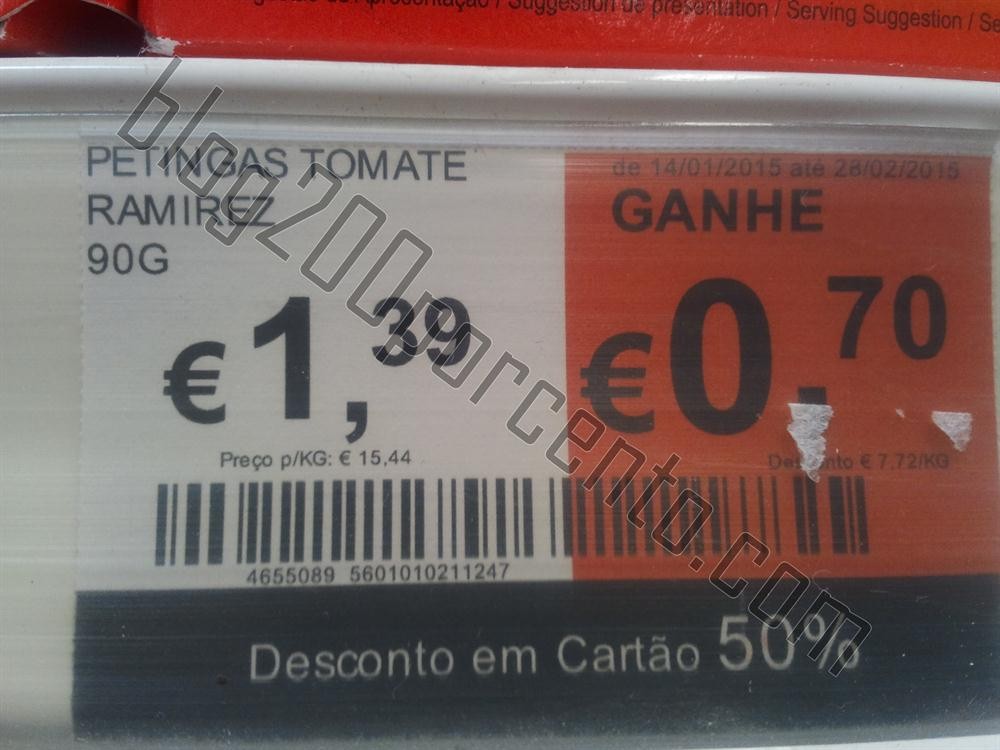 de Apresentação / Suggestion de présentation / Serving Suggestion / Se
PETINGAS TOMATE
RAMIREZ
90G
€1,39
Preço p/KG: € 15,44
de 14/01/2015 até 28/02/2015
GANHE
€0.70
Desconto € 7,72/KG
4655089 5601010211247
Desconto em Cartão 50%
blog200porcento.com